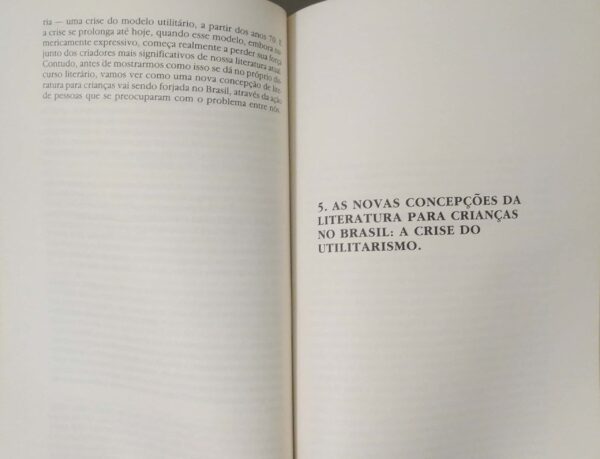 ria — uma crise do modelo utilitário, a partir dos anos 70. E
a crise se prolonga até hoje, quando esse modelo, embora nu-
mericamente expressivo, começa realmente a perder sua força
junto dos criadores mais significativos de nossa literatura atual.
Contudo, antes de mostrarmos como isso se dá no próprio dis-
curso literário, vamos ver como uma nova concepção de lite-
ratura para crianças vai sendo forjada no Brasil, através da ação
de pessoas que se preocuparam com o problema entre nós.
5. AS NOVAS CONCEPÇÕES DA
LITERATURA PARA CRIANÇAS
NO BRASIL: A CRISE DO
UTILITARISMO.